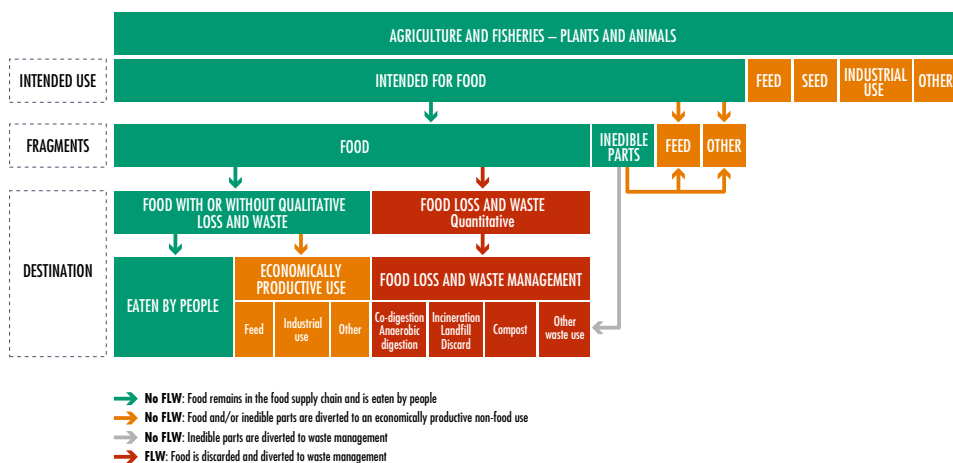 AGRICULTURE AND FISHERIES – PLANTS AND ANIMALS
INTENDED USE
INTENDED FOR FOOD
FEED
SEED
INDUSTRIAL
USE
OTHER
FRAGMENTS
FOOD
INEDIBLE
PARTS
FEED
OTHER
DESTINATION
FOOD WITH OR WITHOUT QUALITATIVE
LOSS AND WASTE
FOOD LOSS AND WASTE
Quantitative
EATEN BY PEOPLE
ECONOMICALLY
PRODUCTIVE USE
FOOD LOSS AND WASTE MANAGEMENT
Feed
Industrial
use
Other
Co-digestion
Anaerobic
digestion
Incineration
Landfill
Discard
Compost
Other
waste use
No FLW: Food remains in the food supply chain and is eaten by people
No FLW: Food and/or inedible parts are diverted to an economically productive non-food use
No FLW: Inedible parts are diverted to waste management
FLW: Food is discarded and diverted to waste management